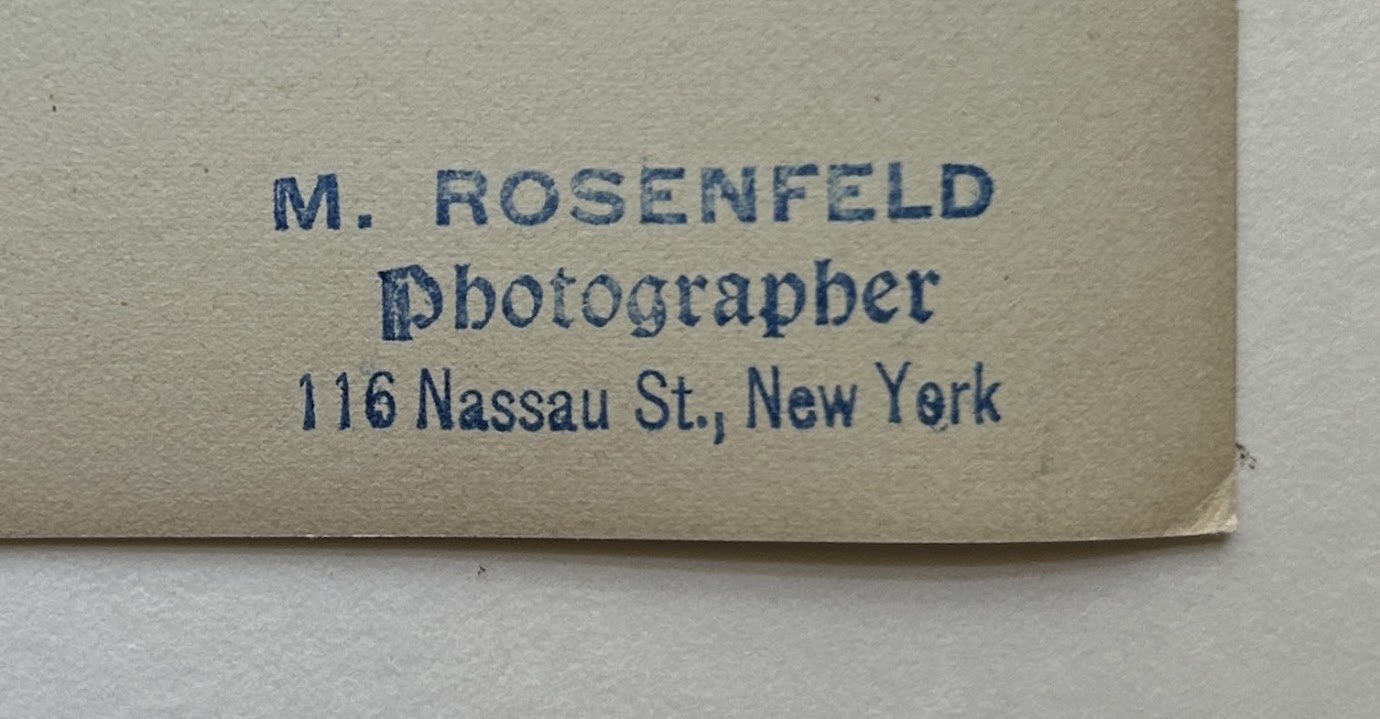 M. ROSENFELD
Photographer
116 Nassau St., New York